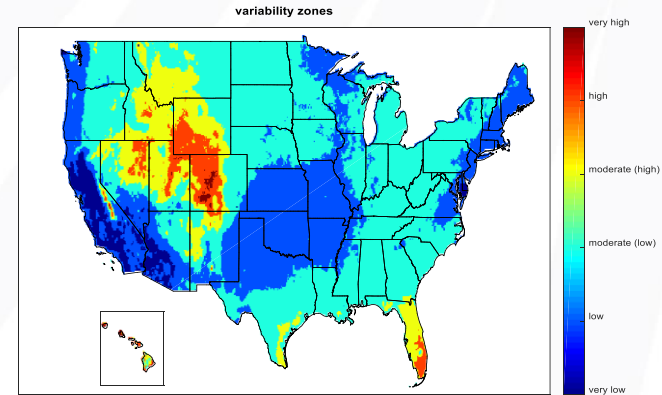 variability zones
very high
high
moderate (high)
moderate (low)
low
very low